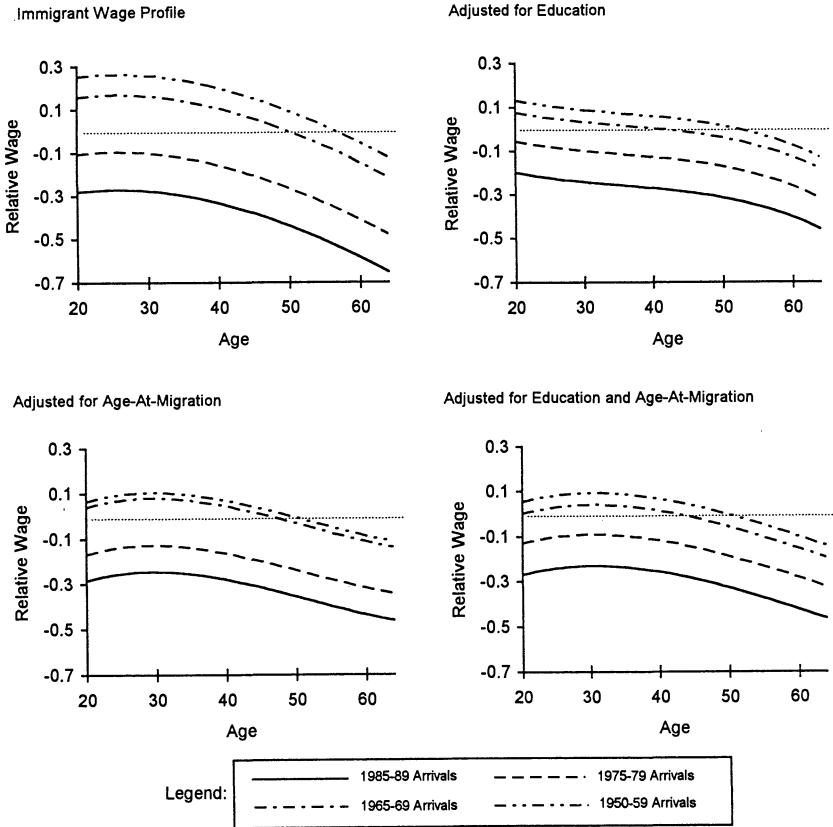 Immigrant Wage Profile
0.3
0.1
-0.1
-0.3
-0.5
-0.7
Relative Wage
20 30 40 50 60
Age
Adjusted for Education
0.3
0.1
-0.1
-0.3
-0.5
-0.7
Relative Wage
20 30 40 50 60
Age
Adjusted for Age-At-Migration
0.3
0.1
-0.1
-0.3
-0.5
-0.7
Relative Wage
20 30 40 50 60
Age
Adjusted for Education and Age-At-Migration
0.3
0.1
-0.1
-0.3
-0.5
-0.7
Relative Wage
20 30 40 50 60
Age
Legend:
1985-89 Arrivals 1975-79 Arrivals
1965-69 Arrivals 1950-59 Arrivals